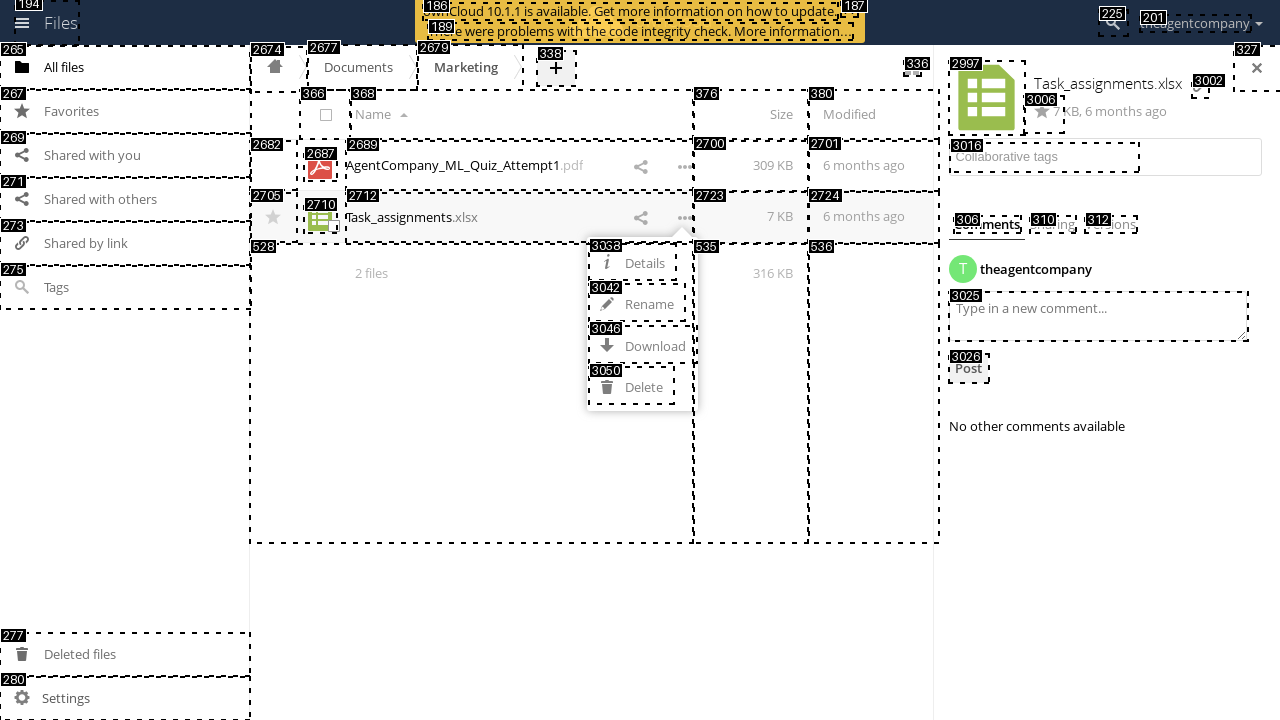 194
Files
186
ownCloud 10.1.1 is available. Get more information on how to update.
187
189
There were problems with the code integrity check. More information…
225
201
theagentcompany
265
All files
267
Favorites
269
Shared with you
271
Shared with others
273
Shared by link
275
Tags
277
Deleted files
280
Settings
2674
2677
Documents
2679
Marketing
338
+
336
366
368
Name
376
Size
380
Modified
2682
2687
2689
AgentCompany_ML_Quiz_Attempt1.pdf
2700
309 KB
2701
6 months ago
2705
2710
2712
Task_assignments.xlsx
2723
7 KB
2724
6 months ago
528
2 files
535
316 KB
536
3038
Details
3042
Rename
3046
Download
3050
Delete
327
2997
Task_assignments.xlsx
3002
3006
7 KB, 6 months ago
3016
Collaborative tags
306
Comments
310
Sharing
312
Versions
T
theagentcompany
3025
Type in a new comment...
3026
Post
No other comments available